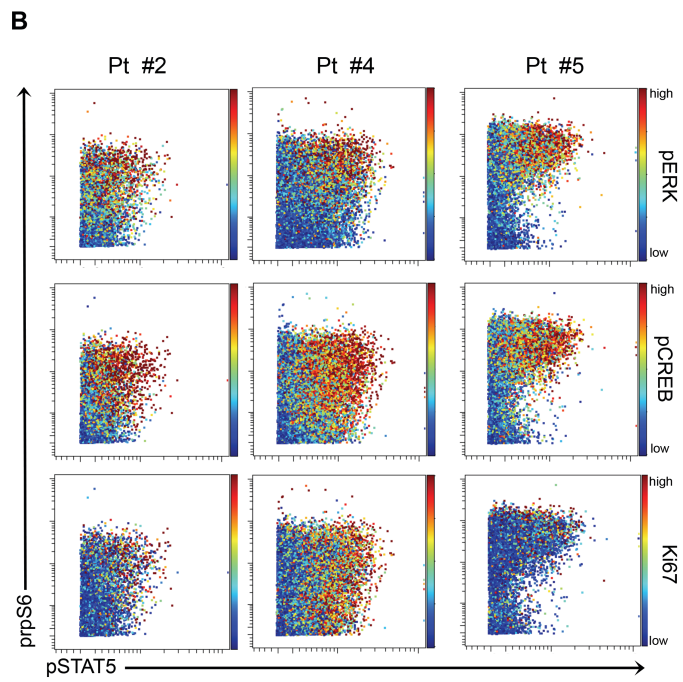 B
Pt #2 Pt #4 Pt #5
high
pERK
low
high
pCREB
low
high
Ki67
low
prpS6
pSTAT5